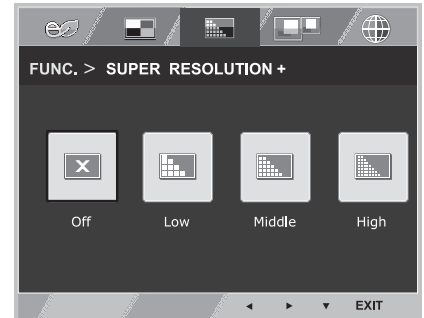 FUNC. > SUPER RESOLUTION +
Off Low Middle High
EXIT